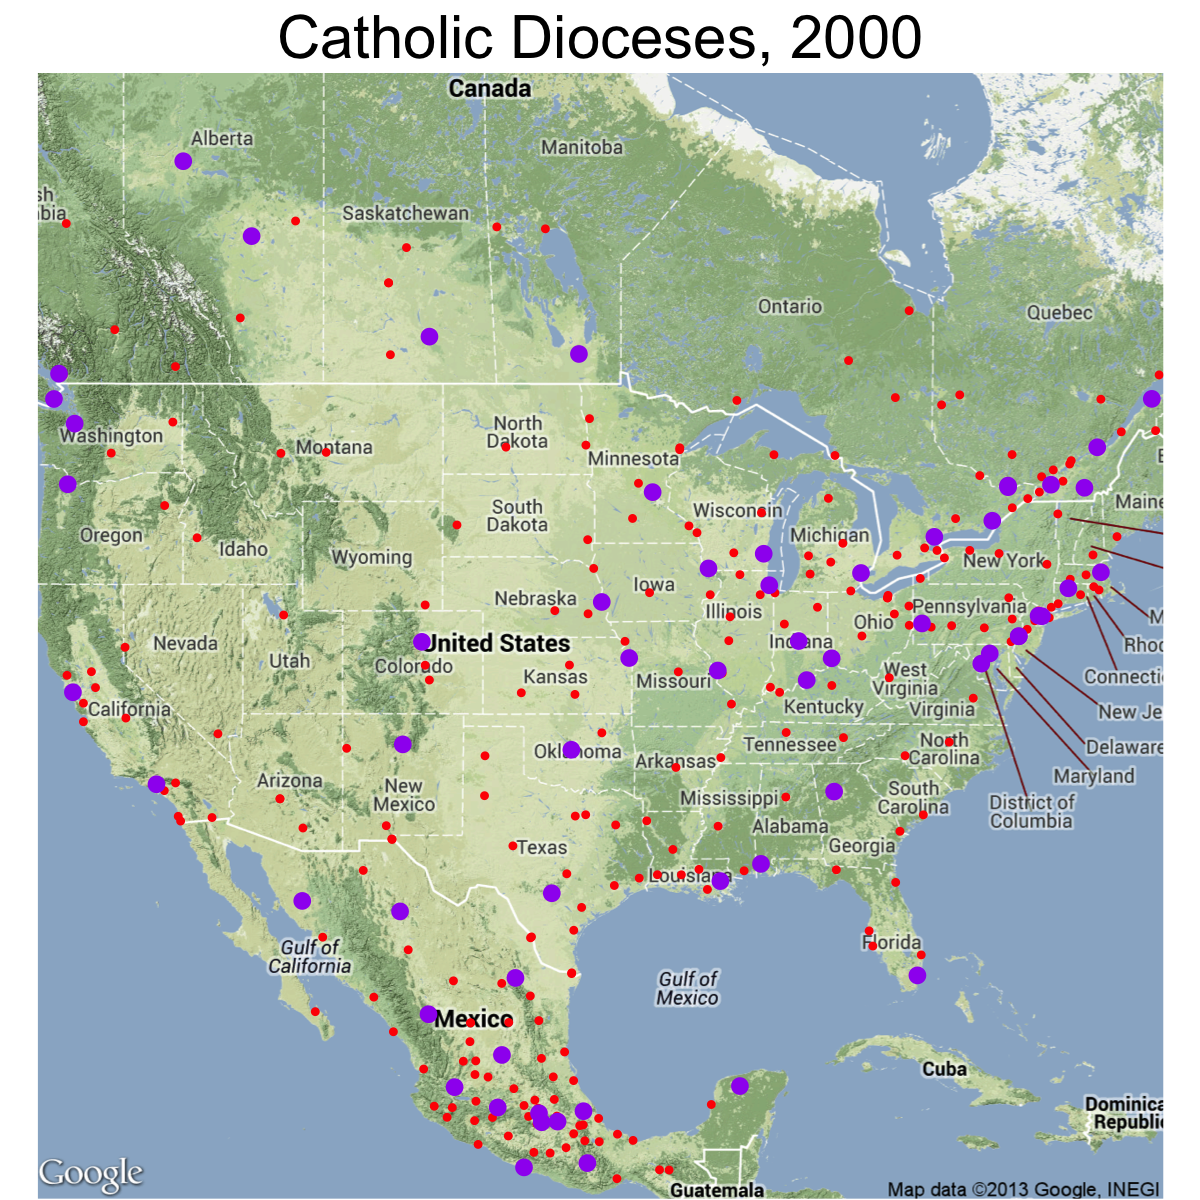 Catholic Dioceses, 2000
Canada
Alberta
Manitoba
sh
bia
Saskatchewan
Ontario
Quebec
Washington
Montana
North
Dakota
Minnesota
E
Maine
South
Dakota
Wisconsin
Michigan
Oregon
Idaho
Wyoming
New York
Iowa
Nebraska
Illinois
Ohio
Pennsylvania
M
Nevada
Utah
United States
Colorado
Kansas
Missouri
Indiana
West
Virginia
Rhod
Connecti
California
Kentucky
Virginia
New Je
Oklahoma
Arkansas
Tennessee
North
Carolina
Delaware
Maryland
Arizona
New
Mexico
Mississippi
South
Carolina
District of
Columbia
Alabama
Georgia
Texas
Louisiana
Florida
Gulf of
California
Gulf of
Mexico
Mexico
Cuba
Dominica
Republic
Guatemala
Google
Map data ©2013 Google, INEGI